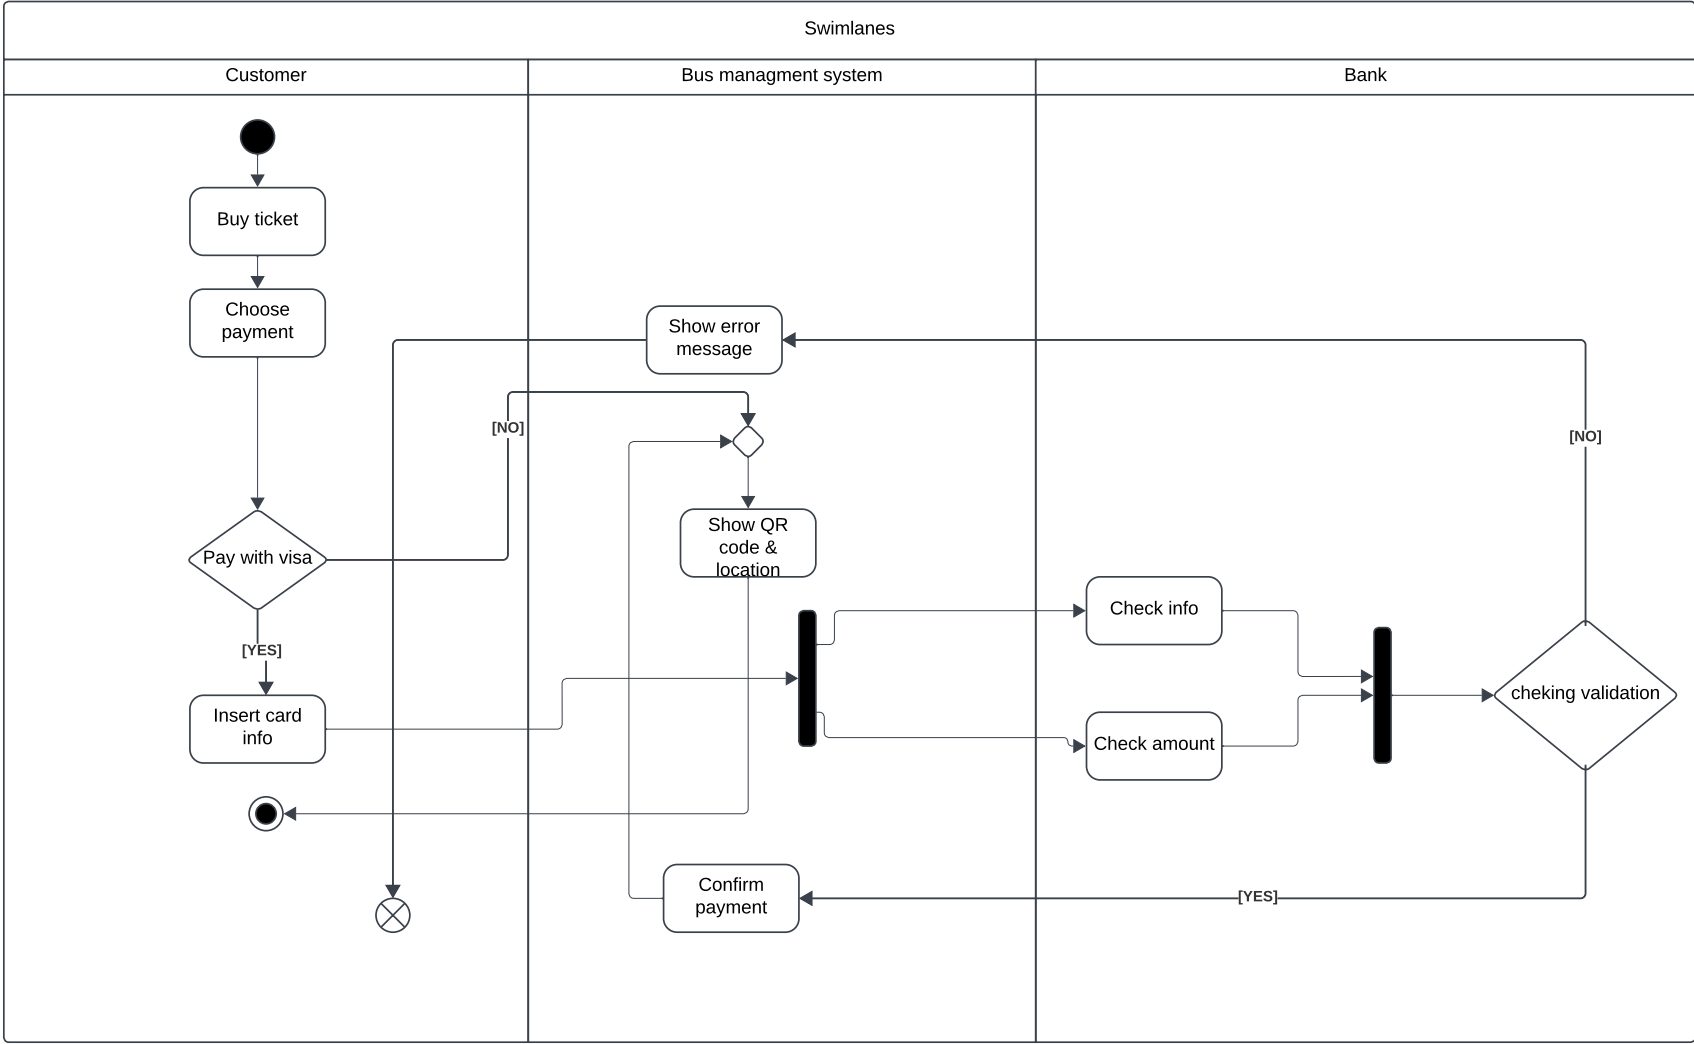 Swimlanes
Customer
Bus managment system
Bank
Buy ticket
Choose
payment
Show error
message
[NO]
[NO]
Show QR
code &
location
Pay with visa
Check info
[YES]
cheking validation
Insert card
info
Check amount
Confirm
payment
[YES]